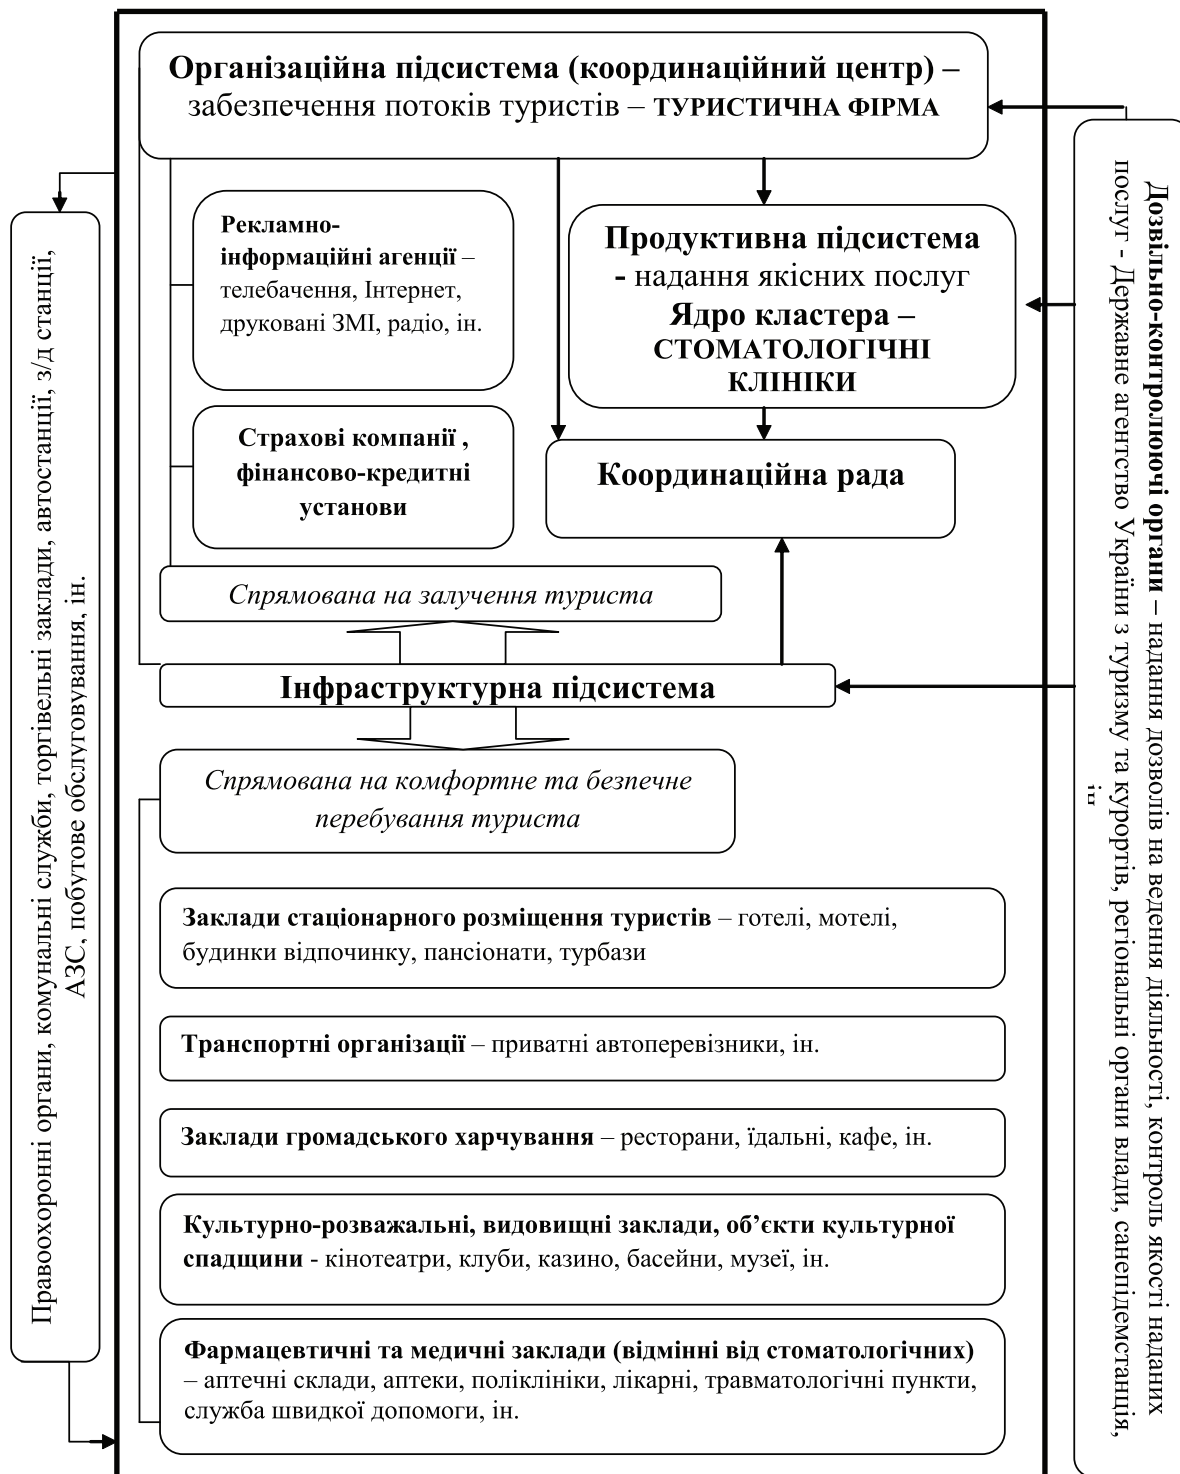 Організаційна підсистема (координаційний центр) –
забезпечення потоків туристів – ТУРИСТИЧНА ФІРМА
Рекламно-
інформаційні агенції –
телебачення, Інтернет,
друковані ЗМІ, радіо, ін.
Продуктивна підсистема
- надання якісних послуг
Ядро кластера –
СТОМАТОЛОГІЧНІ
КЛІНІКИ
Страхові компанії ,
фінансово-кредитні
установи
Координаційна рада
Спрямована на залучення туриста
Інфраструктурна підсистема
Спрямована на комфортне та безпечне
перебування туриста
Заклади стаціонарного розміщення туристів – готелі, мотелі,
будинки відпочинку, пансіонати, турбази
Транспортні організації – приватні автоперевізники, ін.
Заклади громадського харчування – ресторани, їдальні, кафе, ін.
Культурно-розважальні, видовищні заклади, об’єкти культурної
спадщини - кінотеатри, клуби, казино, басейни, музеї, ін.
Фармацевтичні та медичні заклади (відмінні від стоматологічних)
– аптечні склади, аптеки, поліклініки, лікарні, травматологічні пункти,
служба швидкої допомоги, ін.
Правоохоронні органи, комунальні служби, торгівельні заклади, автостанції, з/д станції,
АЗС, побутове обслуговування, ін.
Дозвільно-контролюючі органи – надання дозволів на ведення діяльності, контроль якості наданих
послуг - Державне агентство України з туризму та курортів, регіональні органи влади, санепідемстанція,
ін